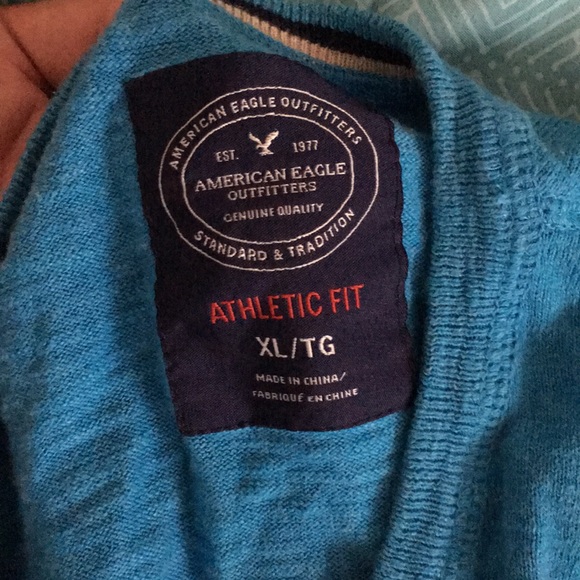 AMERICAN EAGLE OUTFITTERS
EST. 1977
AMERICAN EAGLE
OUTFITTERS
GENUINE QUALITY
STANDARD & TRADITION
ATHLETIC FIT
XL/TG
MADE IN CHINA/
FABRIQUÉ EN CHINE